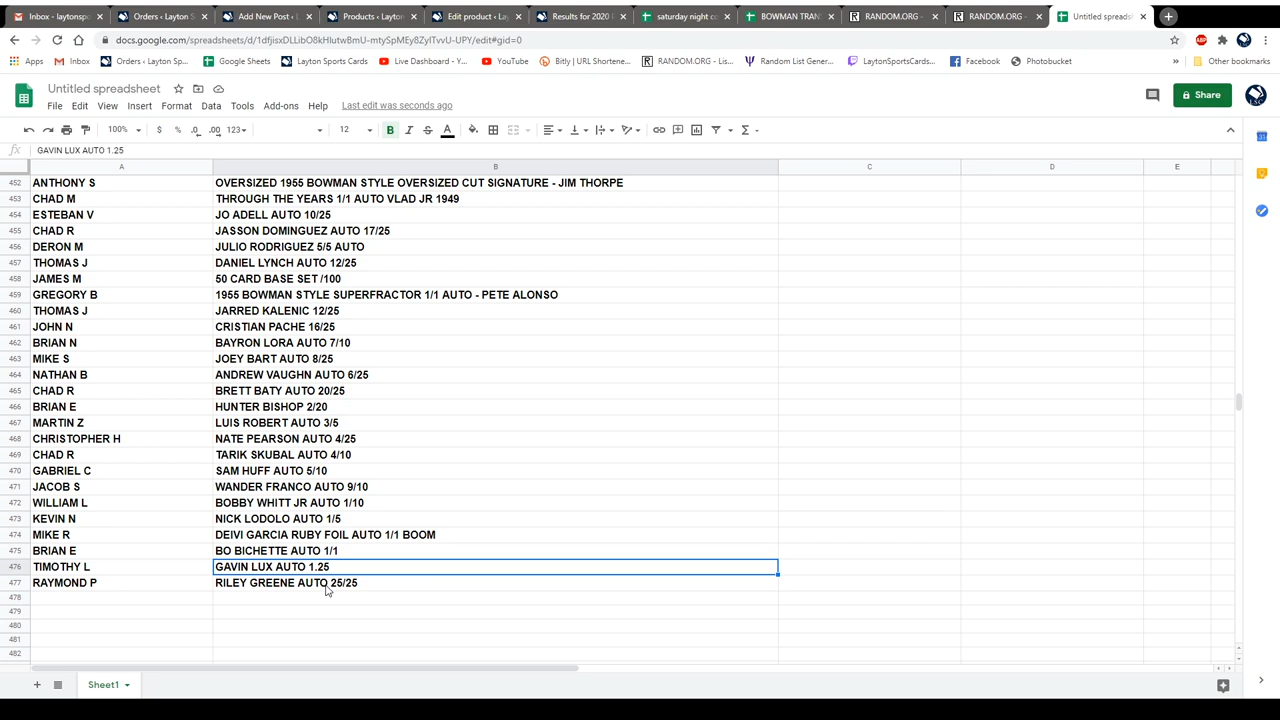 Inbox - laytonspo
Orders ‹ Layton S
Add New Post ‹ L
Products ‹ Layton
Edit product ‹ Lay
Results for 2020 F
saturday night c
BOWMAN TRAN
RANDOM.ORG -
RANDOM.ORG -
Untitled spreadsh
docs.google.com/spreadsheets/d/1dfjisxDLLibO8kHlutwBmU-mtySpMEy8ZyITvvU-UPY/edit#gid=0
Apps Inbox Orders ‹ Layton Sp... Google Sheets Layton Sports Cards Live Dashboard - Y... YouTube Bitly | URL Shortene... RANDOM.ORG - Lis... Random List Gener... LaytonSportsCards... Facebook Photobucket » Other bookmarks
Untitled spreadsheet
File Edit View Insert Format Data Tools Add-ons Help Last edit was seconds ago
Share
100% $ % .0 .00 123 12 B I S A
fx GAVIN LUX AUTO 1.25
A B C D E
452 ANTHONY S OVERSIZED 1955 BOWMAN STYLE OVERSIZED CUT SIGNATURE - JIM THORPE
453 CHAD M THROUGH THE YEARS 1/1 AUTO VLAD JR 1949
454 ESTEBAN V JO ADELL AUTO 10/25
455 CHAD R JASSON DOMINGUEZ AUTO 17/25
456 DERON M JULIO RODRIGUEZ 5/5 AUTO
457 THOMAS J DANIEL LYNCH AUTO 12/25
458 JAMES M 50 CARD BASE SET /100
459 GREGORY B 1955 BOWMAN STYLE SUPERFRACTOR 1/1 AUTO - PETE ALONSO
460 THOMAS J JARRED KALENIC 12/25
461 JOHN N CRISTIAN PACHE 16/25
462 BRIAN N BAYRON LORA AUTO 7/10
463 MIKE S JOEY BART AUTO 8/25
464 NATHAN B ANDREW VAUGHN AUTO 6/25
465 CHAD R BRETT BATY AUTO 20/25
466 BRIAN E HUNTER BISHOP 2/20
467 MARTIN Z LUIS ROBERT AUTO 3/5
468 CHRISTOPHER H NATE PEARSON AUTO 4/25
469 CHAD R TARIK SKUBAL AUTO 4/10
470 GABRIEL C SAM HUFF AUTO 5/10
471 JACOB S WANDER FRANCO AUTO 9/10
472 WILLIAM L BOBBY WHITT JR AUTO 1/10
473 KEVIN N NICK LODOLO AUTO 1/5
474 MIKE R DEIVI GARCIA RUBY FOIL AUTO 1/1 BOOM
475 BRIAN E BO BICHETTE AUTO 1/1
476 TIMOTHY L GAVIN LUX AUTO 1.25
477 RAYMOND P RILEY GREENE AUTO 25/25
478
479
480
481
482
Sheet1